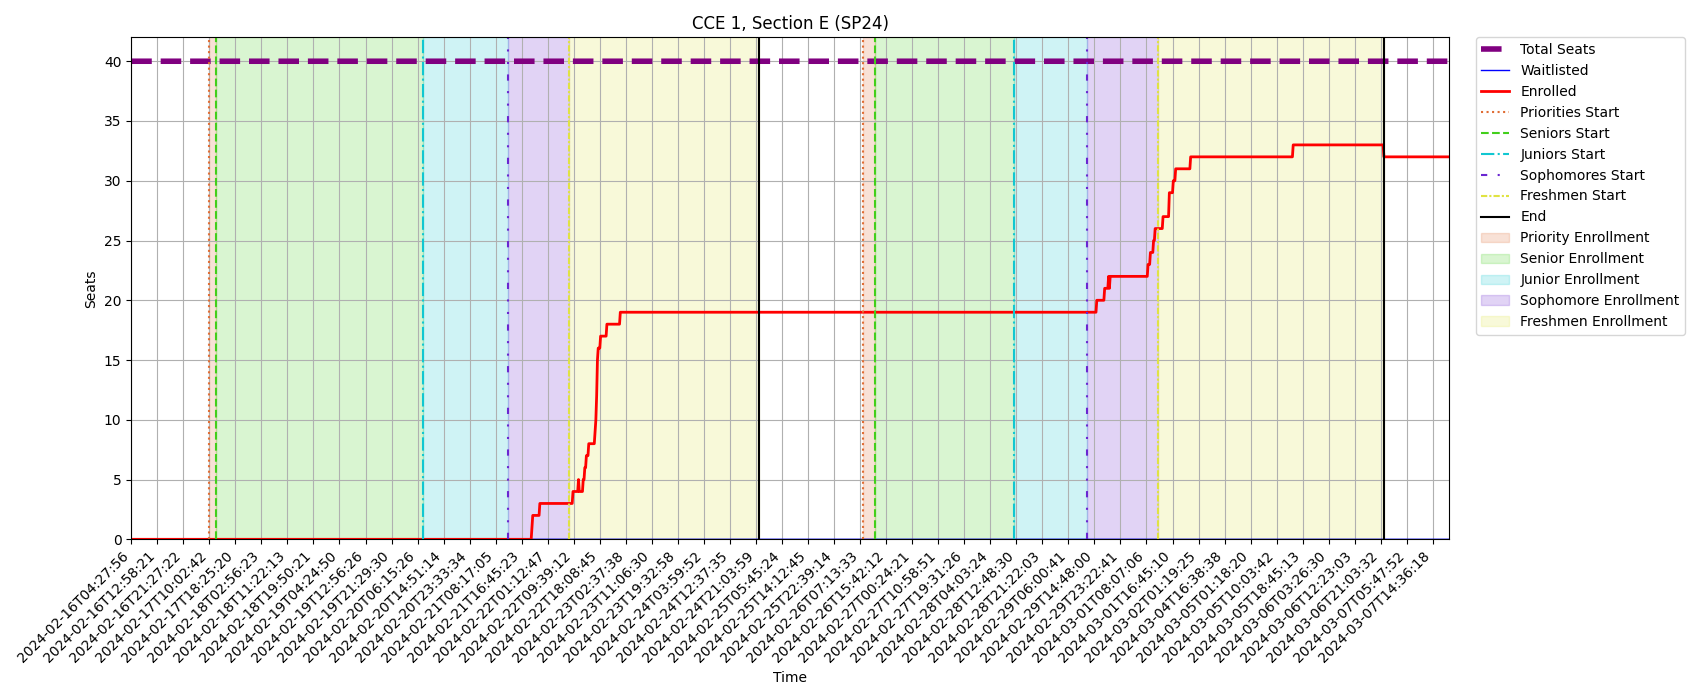 CCE 1, Section E (SP24)
40
35
30
25
20
15
10
5
0
Seats
2024-02-16T04:27:56
2024-02-16T12:58:21
2024-02-16T21:27:22
2024-02-17T10:02:42
2024-02-17T18:25:20
2024-02-18T02:56:23
2024-02-18T11:22:13
2024-02-18T19:50:21
2024-02-19T04:24:50
2024-02-19T12:56:26
2024-02-19T21:29:30
2024-02-20T06:15:26
2024-02-20T14:51:14
2024-02-20T23:33:34
2024-02-21T08:17:05
2024-02-21T16:45:23
2024-02-22T01:12:47
2024-02-22T09:39:12
2024-02-22T18:08:45
2024-02-23T02:37:38
2024-02-23T11:06:30
2024-02-23T19:32:58
2024-02-24T03:59:52
2024-02-24T12:37:35
2024-02-24T21:03:59
2024-02-25T05:45:24
2024-02-25T14:12:45
2024-02-25T22:39:14
2024-02-26T07:13:33
2024-02-26T15:42:12
2024-02-27T00:24:21
2024-02-27T10:58:51
2024-02-27T19:31:26
2024-02-28T04:03:24
2024-02-28T12:48:30
2024-02-28T21:22:03
2024-02-29T06:00:41
2024-02-29T14:48:00
2024-02-29T23:22:41
2024-03-01T08:07:06
2024-03-01T16:45:10
2024-03-02T01:19:25
2024-03-04T16:38:38
2024-03-05T01:18:20
2024-03-05T10:03:42
2024-03-05T18:45:13
2024-03-06T03:26:30
2024-03-06T12:23:03
2024-03-06T21:03:32
2024-03-07T05:47:52
2024-03-07T14:36:18
Time
Total Seats
Waitlisted
Enrolled
Priorities Start
Seniors Start
Juniors Start
Sophomores Start
Freshmen Start
End
Priority Enrollment
Senior Enrollment
Junior Enrollment
Sophomore Enrollment
Freshmen Enrollment